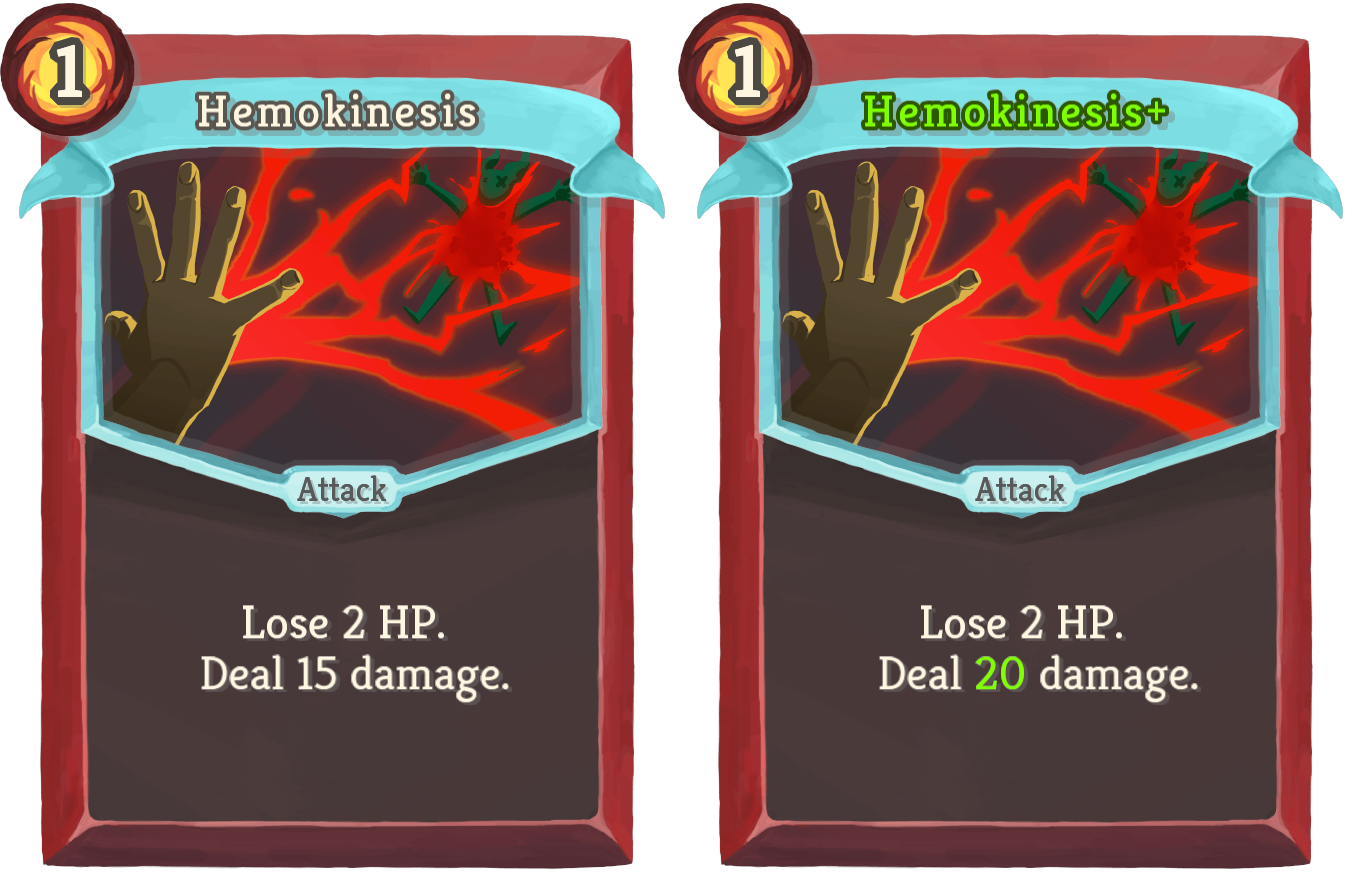 1
Hemokinesis
Attack
Lose 2 HP.
Deal 15 damage.
1
Hemokinesis+
Attack
Lose 2 HP.
Deal 20 damage.